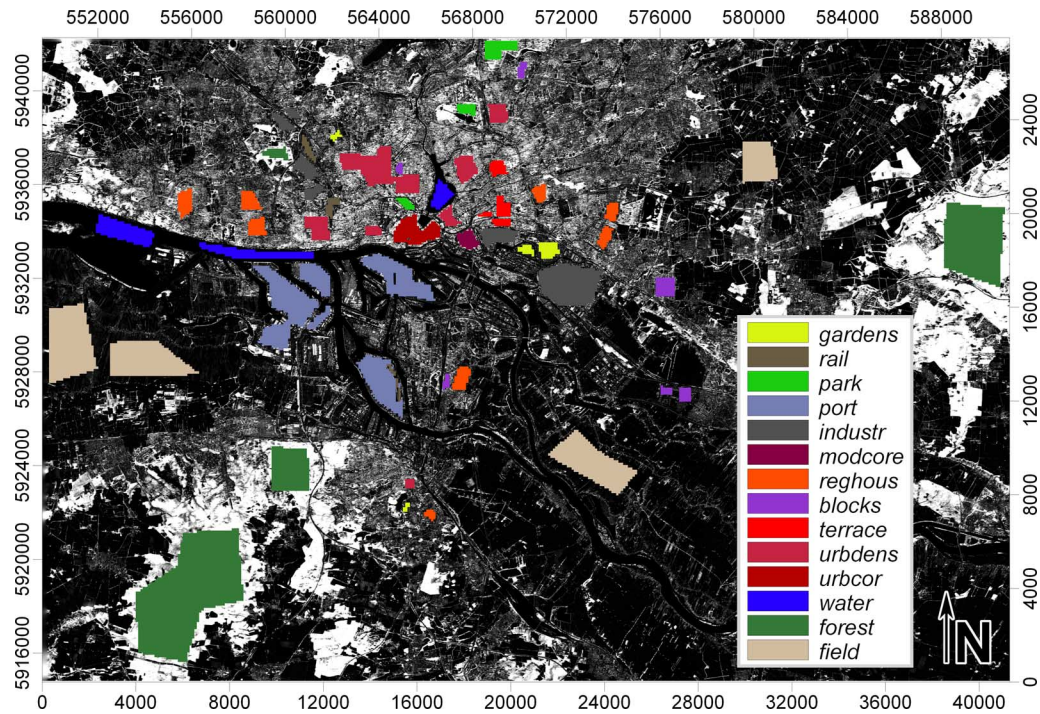 552000 556000 560000 564000 568000 572000 576000 580000 584000 588000
5940000
5936000
5932000
5928000
5924000
5920000
5916000
24000
20000
16000
12000
8000
4000
0
gardens
rail
park
port
industr
modcore
reghous
blocks
terrace
urbdens
urbcor
water
forest
field
N
0 4000 8000 12000 16000 20000 24000 28000 32000 36000 40000